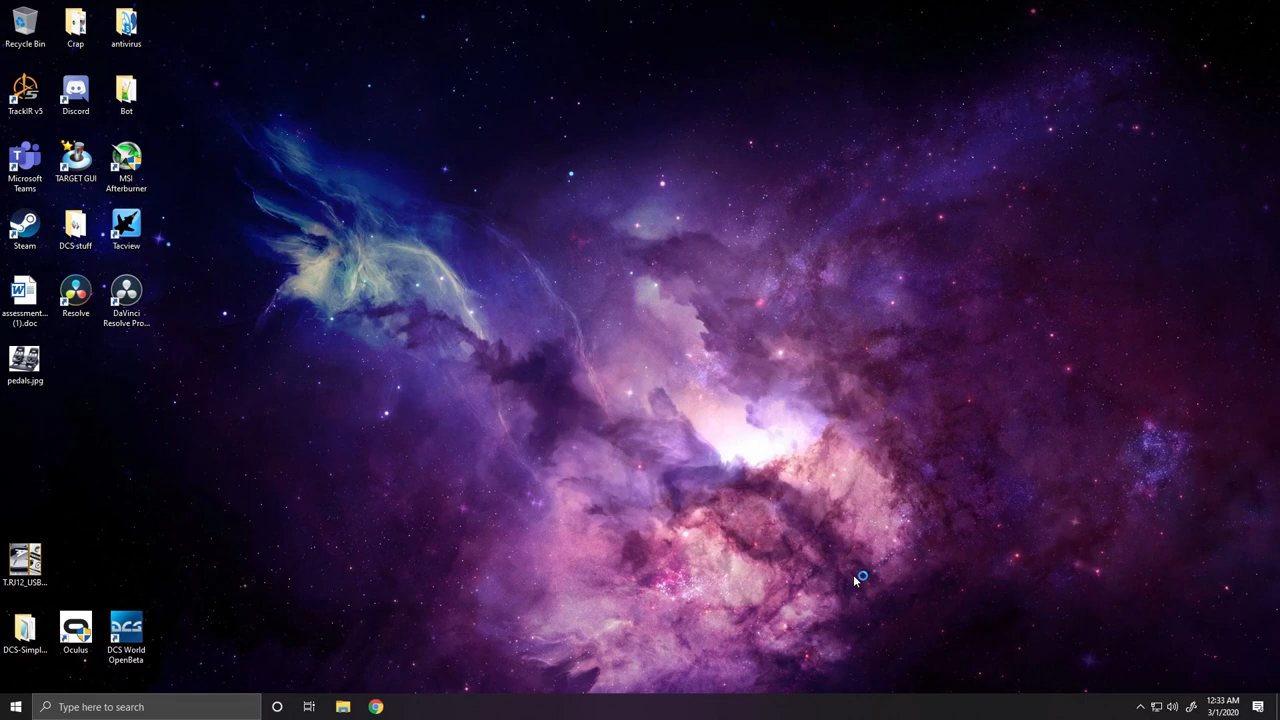 Recycle Bin
Crap
antivirus
TrackIR v5
Discord
Bot
Microsoft
Teams
TARGET GUI
MSI
Afterburner
Steam
DCS stuff
Tacview
assessment...
(1).doc
Resolve
DaVinci
Resolve Pro...
pedals.jpg
T.RJ12_USB...
DCS-Simpl...
Oculus
DCS
DCS World
OpenBeta
Type here to search
12:33 AM
3/1/2020